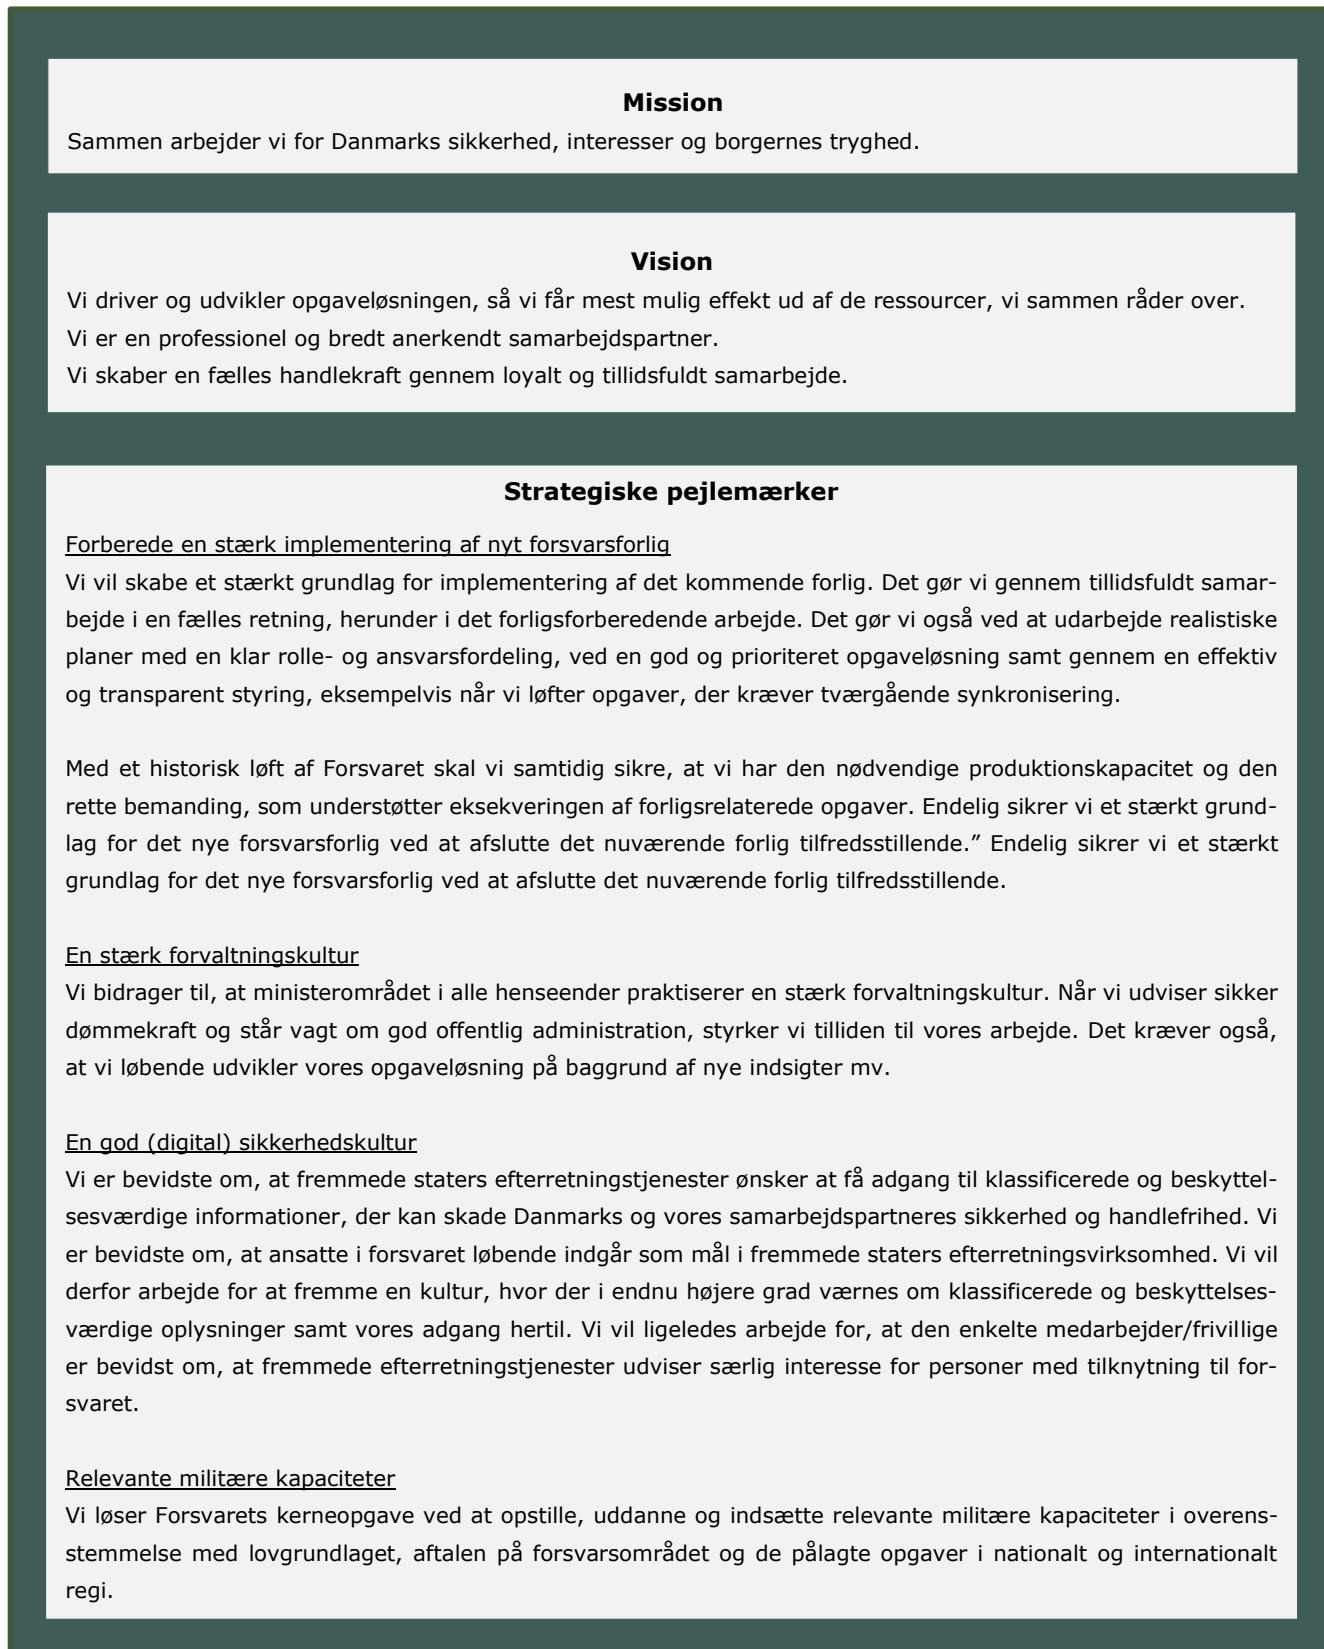 Mission
Sammen arbejder vi for Danmarks sikkerhed, interesser og borgernes tryghed.
Vision
Vi driver og udvikler opgaveløsningen, så vi får mest mulig effekt ud af de ressourcer, vi sammen råder over.
Vi er en professionel og bredt anerkendt samarbejdspartner.
Vi skaber en fælles handlekraft gennem loyalt og tillidsfuldt samarbejde.
Strategiske pejlemærker
Forberede en stærk implementering af nyt forsvarsforlig
Vi vil skabe et stærkt grundlag for implementering af det kommende forlig. Det gør vi gennem tillidsfuldt samar-
bejde i en fælles retning, herunder i det forligsforberedende arbejde. Det gør vi også ved at udarbejde realistiske
planer med en klar rolle- og ansvarsfordeling, ved en god og prioriteret opgaveløsning samt gennem en effektiv
og transparent styring, eksempelvis når vi løfter opgaver, der kræver tværgående synkronisering.
Med et historisk løft af Forsvaret skal vi samtidig sikre, at vi har den nødvendige produktionskapacitet og den
rette bemanding, som understøtter eksekveringen af forligsrelaterede opgaver. Endelig sikrer vi et stærkt grund-
lag for det nye forsvarsforlig ved at afslutte det nuværende forlig tilfredsstillende.” Endelig sikrer vi et stærkt
grundlag for det nye forsvarsforlig ved at afslutte det nuværende forlig tilfredsstillende.
En stærk forvaltningskultur
Vi bidrager til, at ministerområdet i alle henseender praktiserer en stærk forvaltningskultur. Når vi udviser sikker
dømmekraft og står vagt om god offentlig administration, styrker vi tilliden til vores arbejde. Det kræver også,
at vi løbende udvikler vores opgaveløsning på baggrund af nye indsigter mv.
En god (digital) sikkerhedskultur
Vi er bevidste om, at fremmede staters efterretningstjenester ønsker at få adgang til klassificerede og beskyttel-
sesværdige informationer, der kan skade Danmarks og vores samarbejdspartneres sikkerhed og handlefrihed. Vi
er bevidste om, at ansatte i forsvaret løbende indgår som mål i fremmede staters efterretningsvirksomhed. Vi vil
derfor arbejde for at fremme en kultur, hvor der i endnu højere grad værnes om klassificerede og beskyttelses-
værdige oplysninger samt vores adgang hertil. Vi vil ligeledes arbejde for, at den enkelte medarbejder/frivillige
er bevidst om, at fremmede efterretningstjenester udviser særlig interesse for personer med tilknytning til for-
svaret.
Relevante militære kapaciteter
Vi løser Forsvarets kerneopgave ved at opstille, uddanne og indsætte relevante militære kapaciteter i overens-
stemmelse med lovgrundlaget, aftalen på forsvarsområdet og de pålagte opgaver i nationalt og internationalt
regi.